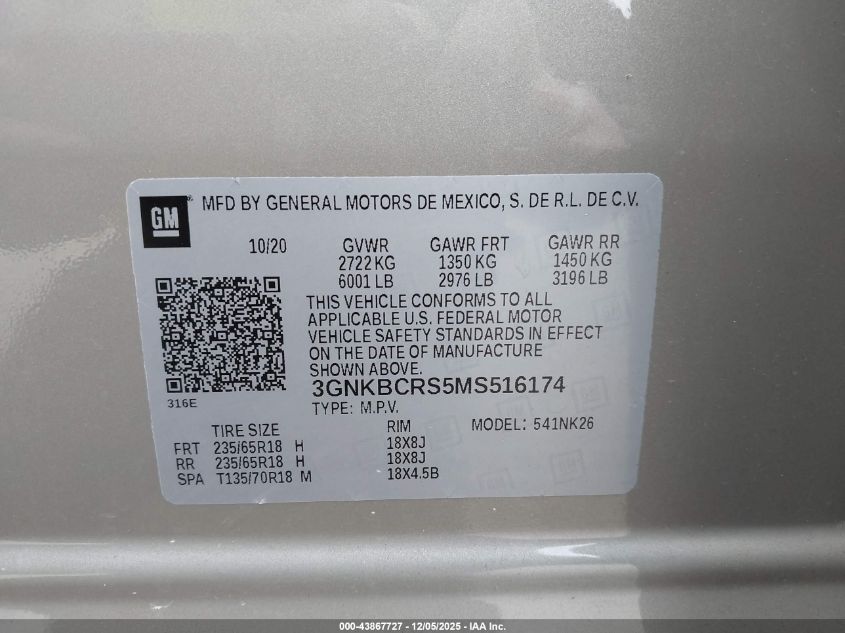 GM
MFD BY GENERAL MOTORS DE MEXICO, S. DE R.L. DE C.V.
10/20 GVWR GAWR FRT GAWR RR
2722 KG 1350 KG 1450 KG
6001 LB 2976 LB 3196 LB
THIS VEHICLE CONFORMS TO ALL
APPLICABLE U.S. FEDERAL MOTOR
VEHICLE SAFETY STANDARDS IN EFFECT
ON THE DATE OF MANUFACTURE
SHOWN ABOVE.
3GNKBCRS5MS516174
316E
TYPE: M.P.V.
TIRE SIZE RIM MODEL: 541NK26
FRT 235/65R18 H 18X8J
RR 235/65R18 H 18X8J
SPA T135/70R18 M 18X4.5B
000-43867727 - 12/05/2025 - IAA Inc.